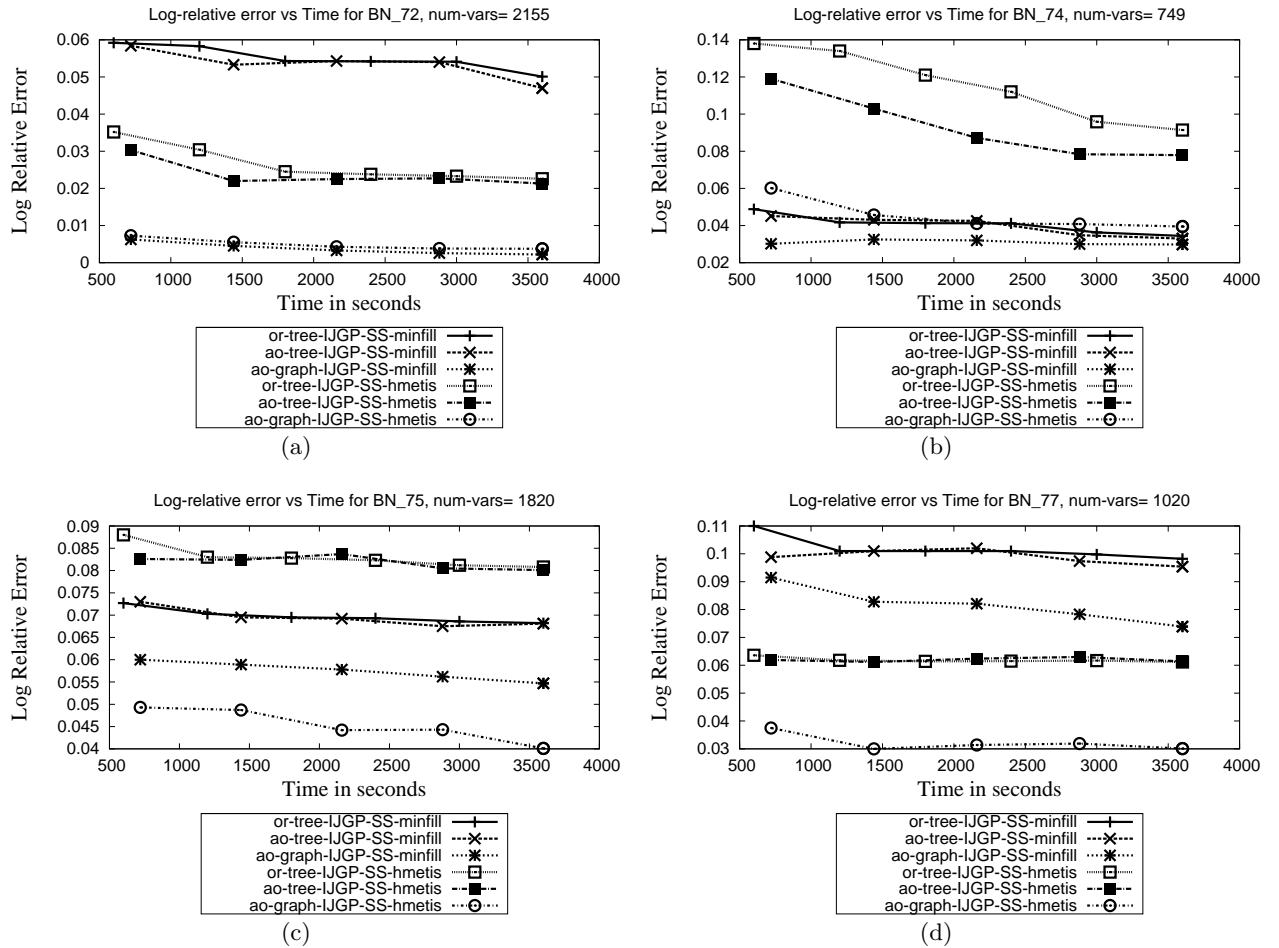 Log-relative error vs Time for BN_72, num-vars= 2155
Log Relative Error
0.06
0.05
0.04
0.03
0.02
0.01
0
500 1000 1500 2000 2500 3000 3500 4000
Time in seconds
or-tree-IJGP-SS-minfill
ao-tree-IJGP-SS-minfill
ao-graph-IJGP-SS-minfill
or-tree-IJGP-SS-hmetis
ao-tree-IJGP-SS-hmetis
ao-graph-IJGP-SS-hmetis
(a)
Log-relative error vs Time for BN_74, num-vars= 749
Log Relative Error
0.14
0.12
0.1
0.08
0.06
0.04
0.02
500 1000 1500 2000 2500 3000 3500 4000
Time in seconds
or-tree-IJGP-SS-minfill
ao-tree-IJGP-SS-minfill
ao-graph-IJGP-SS-minfill
or-tree-IJGP-SS-hmetis
ao-tree-IJGP-SS-hmetis
ao-graph-IJGP-SS-hmetis
(b)
Log-relative error vs Time for BN_75, num-vars= 1820
Log Relative Error
0.09
0.085
0.08
0.075
0.07
0.065
0.06
0.055
0.05
0.045
0.04
500 1000 1500 2000 2500 3000 3500 4000
Time in seconds
or-tree-IJGP-SS-minfill
ao-tree-IJGP-SS-minfill
ao-graph-IJGP-SS-minfill
or-tree-IJGP-SS-hmetis
ao-tree-IJGP-SS-hmetis
ao-graph-IJGP-SS-hmetis
(c)
Log-relative error vs Time for BN_77, num-vars= 1020
Log Relative Error
0.11
0.1
0.09
0.08
0.07
0.06
0.05
0.04
0.03
500 1000 1500 2000 2500 3000 3500 4000
Time in seconds
or-tree-IJGP-SS-minfill
ao-tree-IJGP-SS-minfill
ao-graph-IJGP-SS-minfill
or-tree-IJGP-SS-hmetis
ao-tree-IJGP-SS-hmetis
ao-graph-IJGP-SS-hmetis
(d)